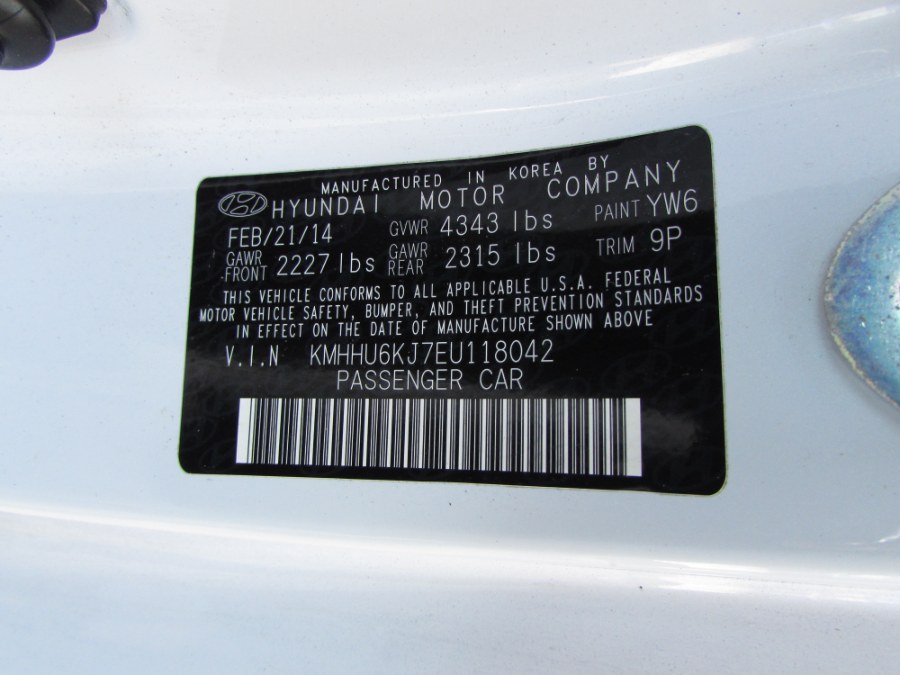 MANUFACTURED IN KOREA BY
HYUNDAI MOTOR COMPANY
FEB/21/14 GVWR 4343 lbs PAINT YW6
GAWR FRONT 2227 lbs GAWR REAR 2315 lbs TRIM 9P
THIS VEHICLE CONFORMS TO ALL APPLICABLE U.S.A. FEDERAL
MOTOR VEHICLE SAFETY, BUMPER, AND THEFT PREVENTION STANDARDS
IN EFFECT ON THE DATE OF MANUFACTURE SHOWN ABOVE
V.I.N KMHHU6KJ7EU118042
PASSENGER CAR